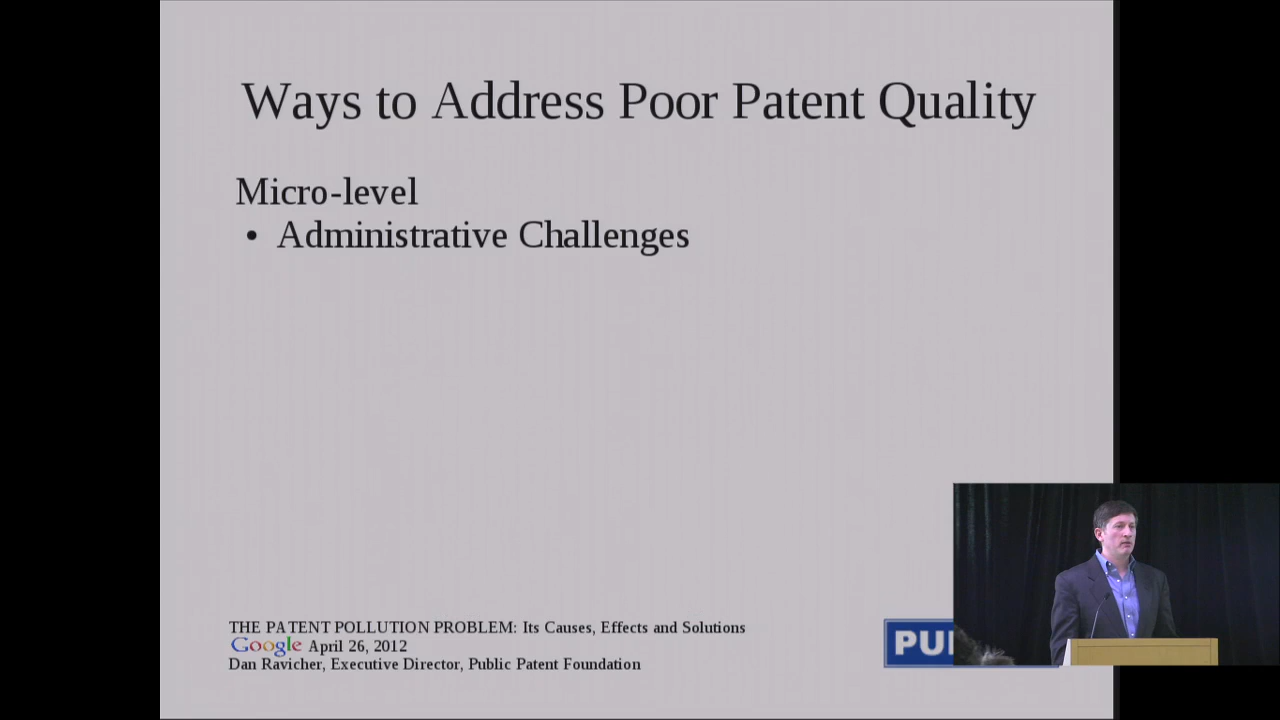 Ways to Address Poor Patent Quality
Micro-level
• Administrative Challenges
THE PATENT POLLUTION PROBLEM: Its Causes, Effects and Solutions
Google April 26, 2012
Dan Ravicher, Executive Director, Public Patent Foundation